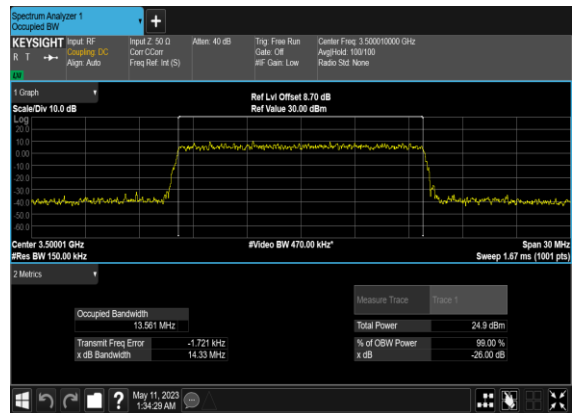 Spectrum Analyzer 1
Occupied BW
KEYSIGHT Input: RF Input Z: 50 Ω Atten: 40 dB Trig: Free Run Center Freq: 3.500010000 GHz
R T Coupling: DC Corr CCorr Gate: Off Avg|Hold: 100/100
Align: Auto Freq Ref: Int (S) #IF Gain: Low Radio Std: None
1 Graph
Ref Lvl Offset 8.70 dB
Scale/Div 10.0 dB Ref Value 30.00 dBm
Log
20.0
10.0
0.00
-10.0
-20.0
-30.0
-40.0
-50.0
-60.0
Center 3.50001 GHz #Video BW 470.00 kHz* Span 30 MHz
#Res BW 150.00 kHz Sweep 1.67 ms (1001 pts)
2 Metrics
Measure Trace Trace 1
Occupied Bandwidth
13.561 MHz Total Power 24.9 dBm
Transmit Freq Error -1.721 kHz % of OBW Power 99.00 %
x dB Bandwidth 14.33 MHz x dB -26.00 dB
? May 11, 2023
1:34:29 AM